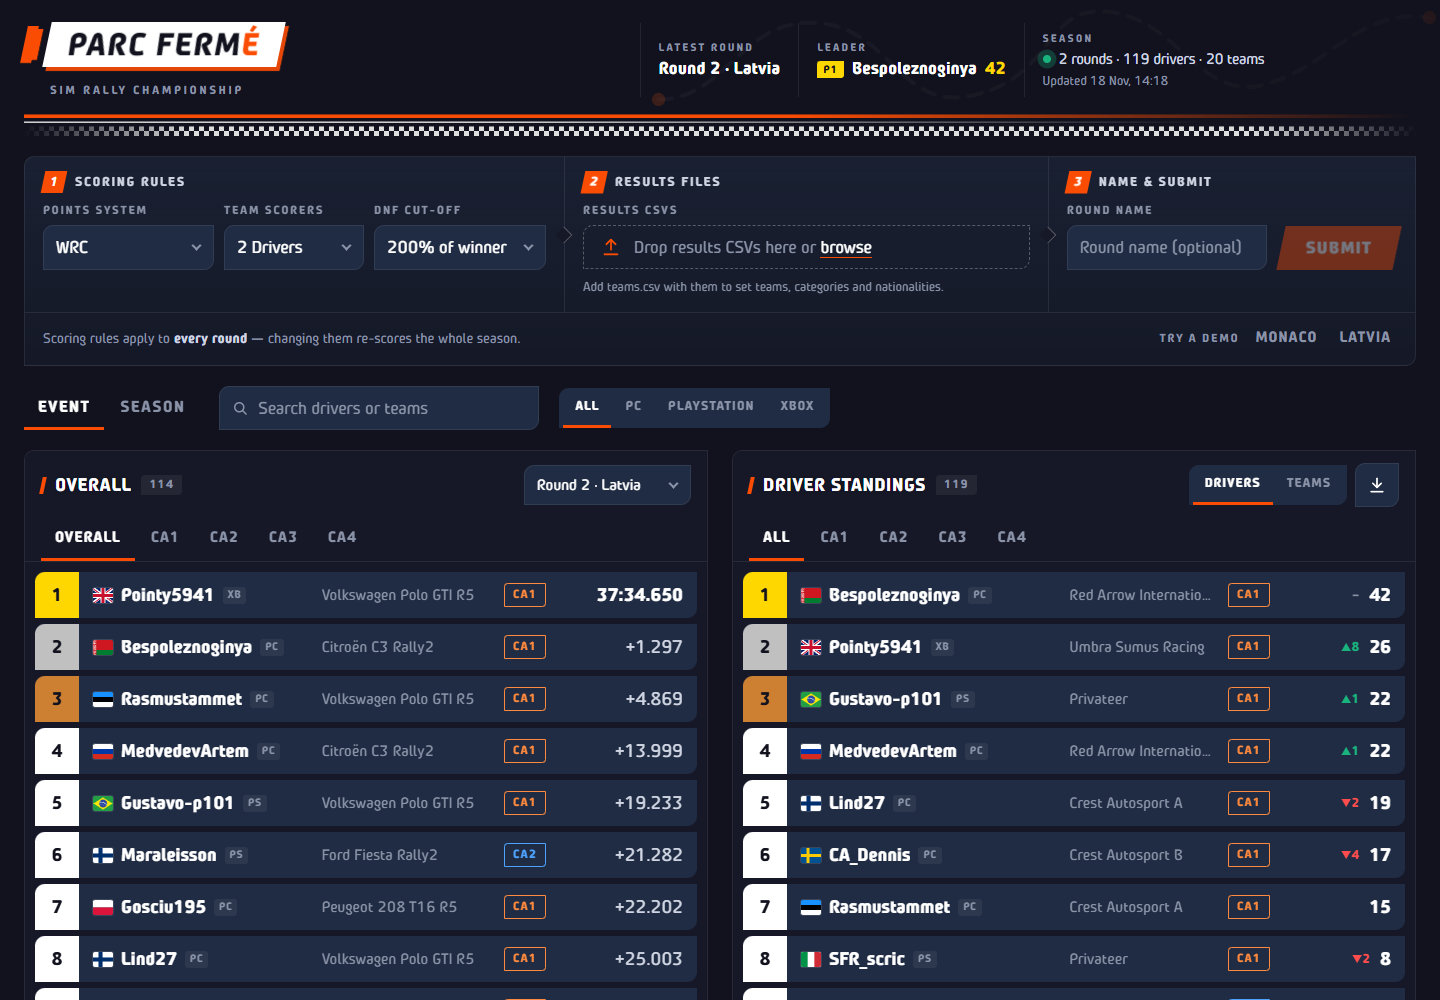 PARC FERMÉ
SIM RALLY CHAMPIONSHIP
LATEST ROUND
Round 2 · Latvia
LEADER
P1 Bespoleznoginya 42
SEASON
2 rounds · 119 drivers · 20 teams
Updated 18 Nov, 14:18
1 SCORING RULES
POINTS SYSTEM TEAM SCORERS DNF CUT-OFF
WRC 2 Drivers 200% of winner
2 RESULTS FILES
RESULTS CSVS
Drop results CSVs here or browse
Add teams.csv with them to set teams, categories and nationalities.
3 NAME & SUBMIT
ROUND NAME
Round name (optional) SUBMIT
Scoring rules apply to every round — changing them re-scores the whole season.
TRY A DEMO MONACO LATVIA
EVENT SEASON Search drivers or teams ALL PC PLAYSTATION XBOX
OVERALL 114 Round 2 · Latvia
OVERALL CA1 CA2 CA3 CA4
1 Pointy5941 XB Volkswagen Polo GTI R5 CA1 37:34.650
2 Bespoleznoginya PC Citroën C3 Rally2 CA1 +1.297
3 Rasmustammet PC Volkswagen Polo GTI R5 CA1 +4.869
4 MedvedevArtem PC Citroën C3 Rally2 CA1 +13.999
5 Gustavo-p101 PS Volkswagen Polo GTI R5 CA1 +19.233
6 Maraleisson PS Ford Fiesta Rally2 CA2 +21.282
7 Gosciu195 PC Peugeot 208 T16 R5 CA1 +22.202
8 Lind27 PC Volkswagen Polo GTI R5 CA1 +25.003
DRIVER STANDINGS 119 DRIVERS TEAMS
ALL CA1 CA2 CA3 CA4
1 Bespoleznoginya PC Red Arrow Internatio... CA1 – 42
2 Pointy5941 XB Umbra Sumus Racing CA1 ▲8 26
3 Gustavo-p101 PS Privateer CA1 ▲1 22
4 MedvedevArtem PC Red Arrow Internatio... CA1 ▲1 22
5 Lind27 PC Crest Autosport A CA1 ▼2 19
6 CA_Dennis PC Crest Autosport B CA1 ▼4 17
7 Rasmustammet PC Crest Autosport A CA1 15
8 SFR_scric PS Privateer CA1 ▼2 8